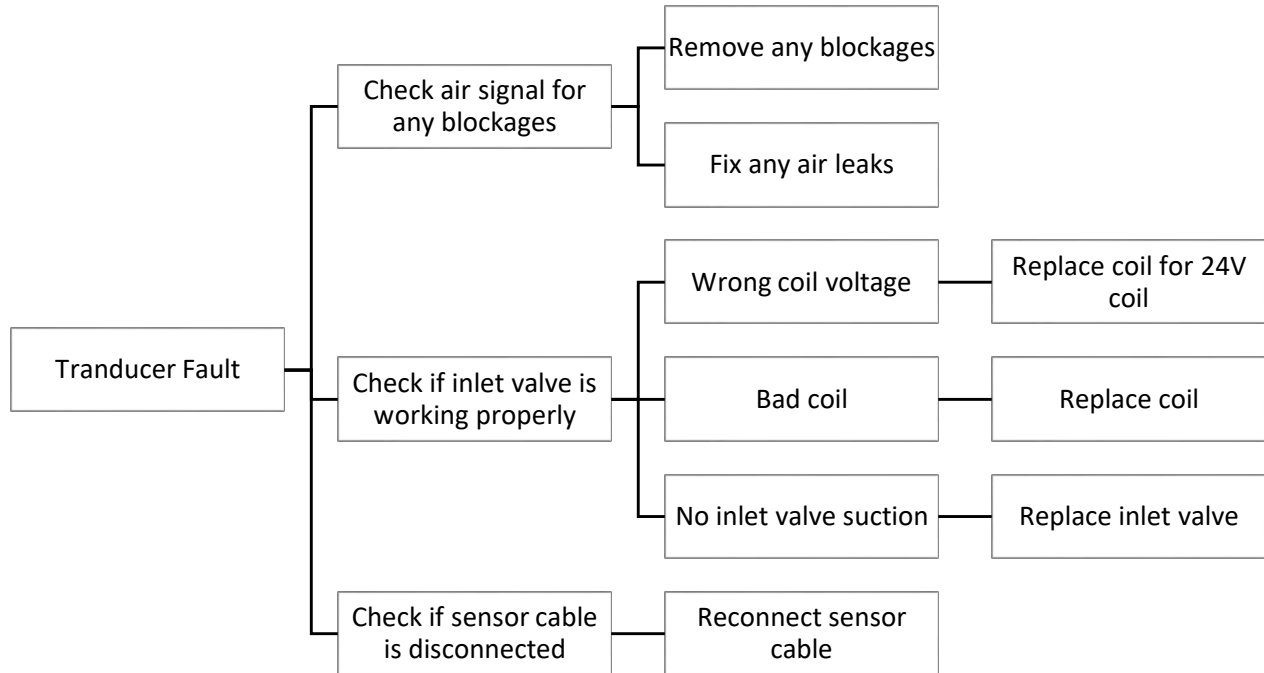 Remove any blockages
Check air signal for
any blockages
Fix any air leaks
Wrong coil voltage
Replace coil for 24V
coil
Tranducer Fault
Check if inlet valve is
working properly
Bad coil
Replace coil
No inlet valve suction
Replace inlet valve
Check if sensor cable
is disconnected
Reconnect sensor
cable